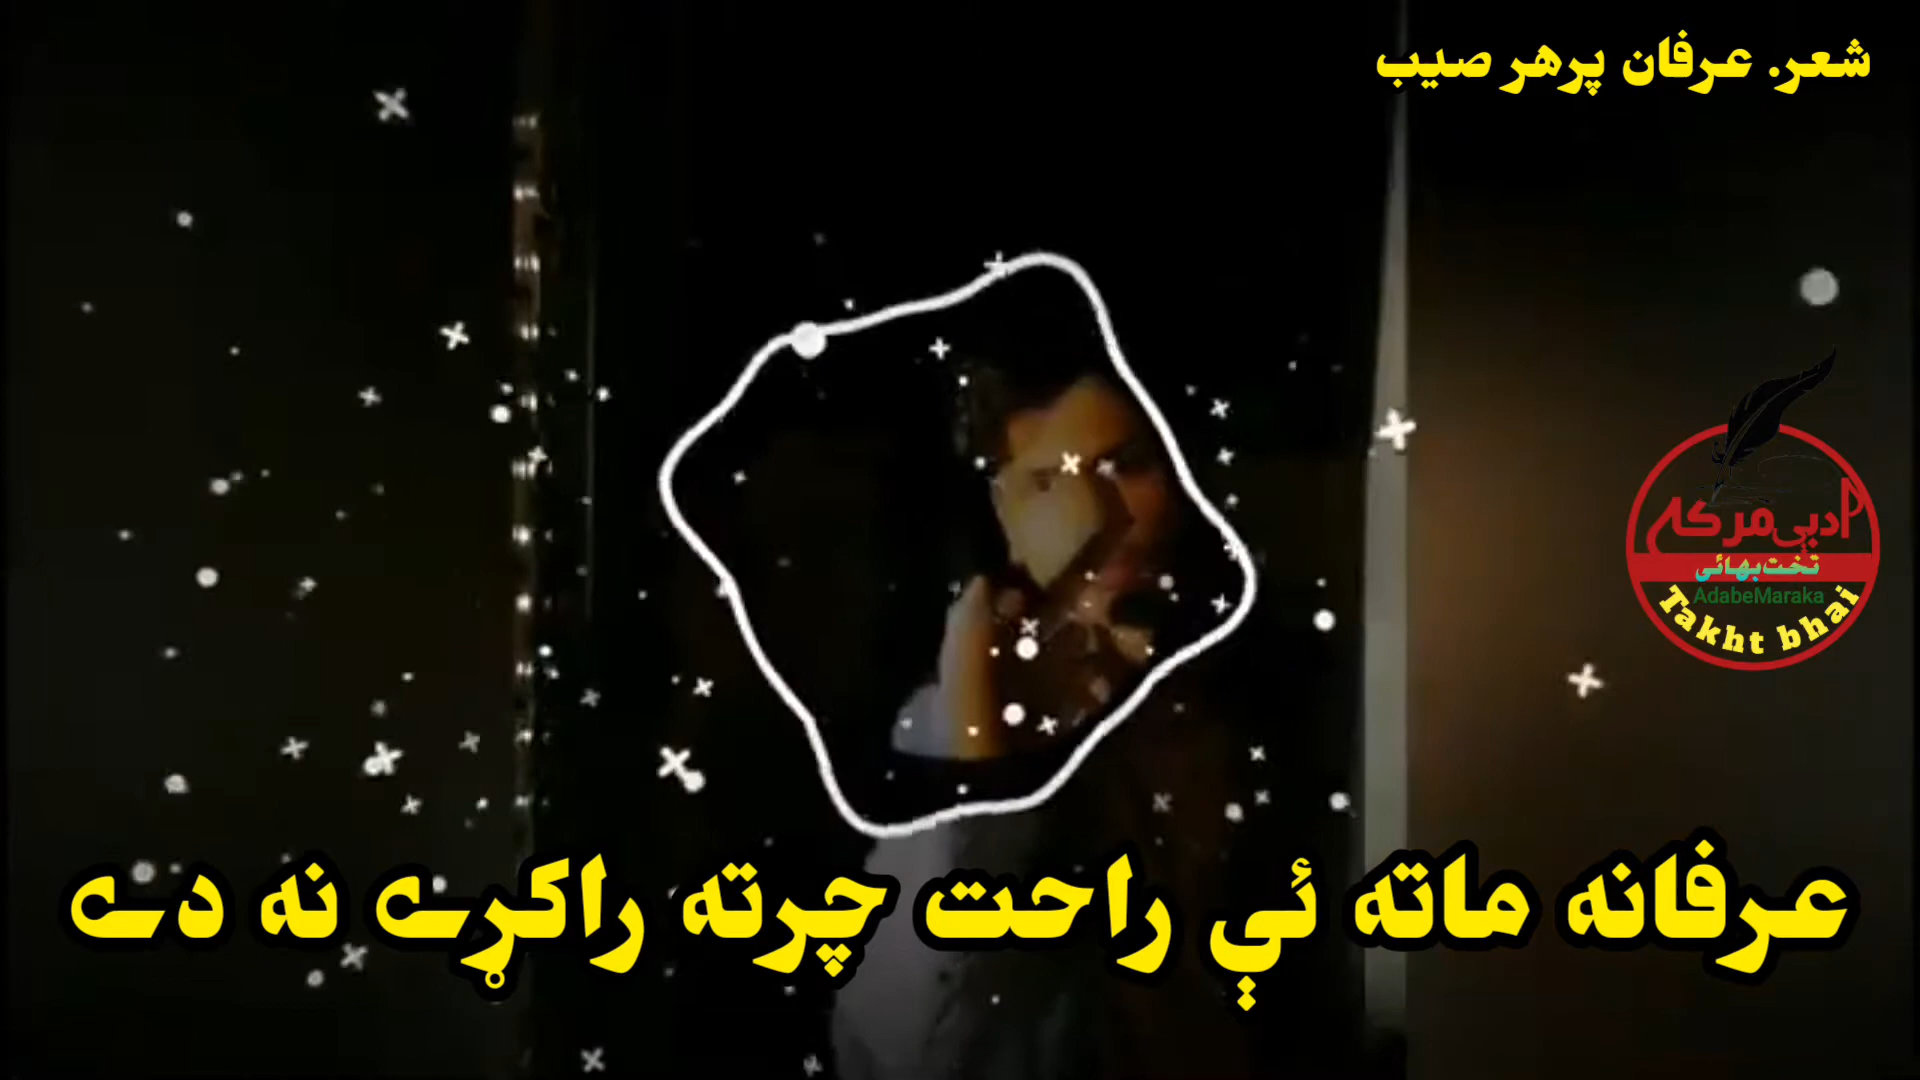 شعر. عرفان پرهر صیب
ادبي مرکه
تخت بهائی
AdabeMaraka
Takht bhai
عرفانه ماته ئې راحت چرته راکړے نه دے